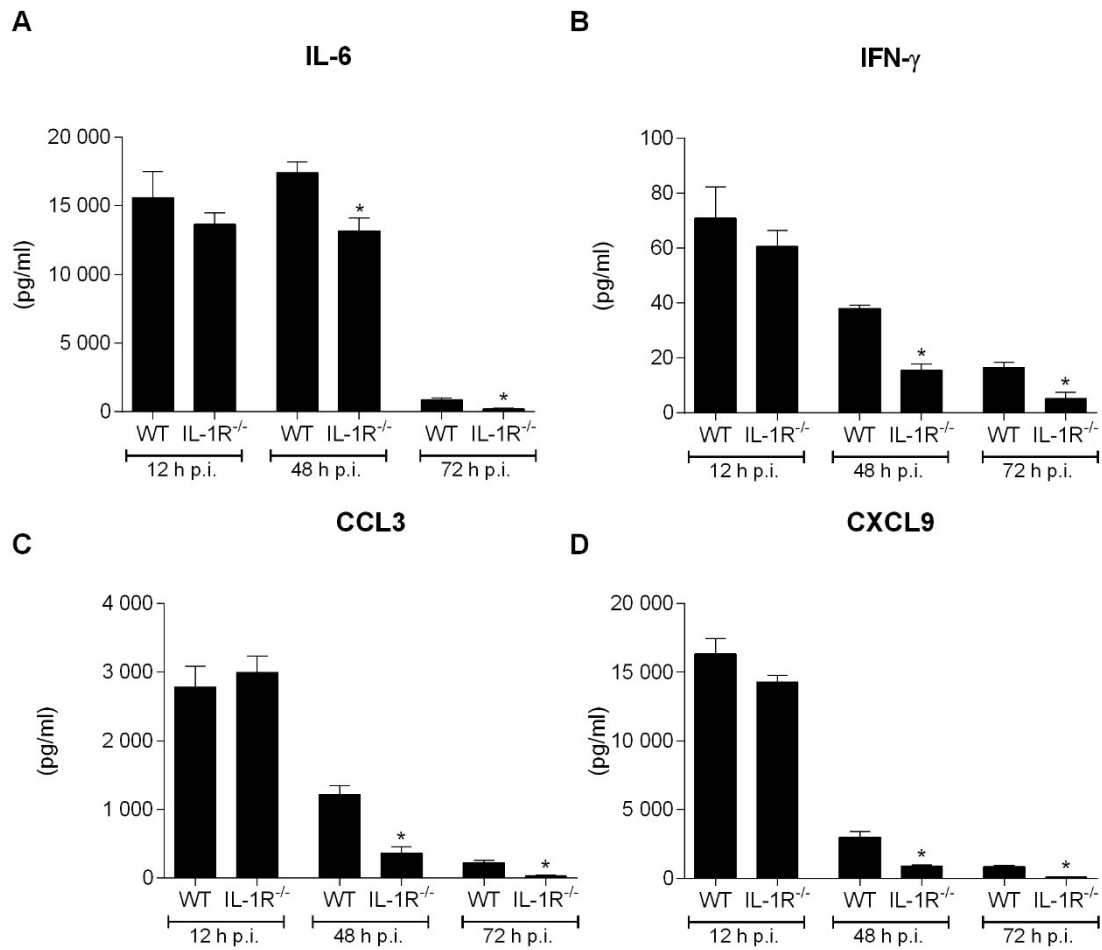 A
IL-6
20 000
15 000
10 000
5 000
0
(pg/ml)
*
*
WT IL-1R-/- WT IL-1R-/- WT IL-1R-/-
12 h p.i. 48 h p.i. 72 h p.i.
B
IFN-γ
100
80
60
40
20
0
(pg/ml)
*
*
WT IL-1R-/- WT IL-1R-/- WT IL-1R-/-
12 h p.i. 48 h p.i. 72 h p.i.
C
CCL3
4 000
3 000
2 000
1 000
0
(pg/ml)
*
*
WT IL-1R-/- WT IL-1R-/- WT IL-1R-/-
12 h p.i. 48 h p.i. 72 h p.i.
D
CXCL9
20 000
15 000
10 000
5 000
0
(pg/ml)
*
*
WT IL-1R-/- WT IL-1R-/- WT IL-1R-/-
12 h p.i. 48 h p.i. 72 h p.i.